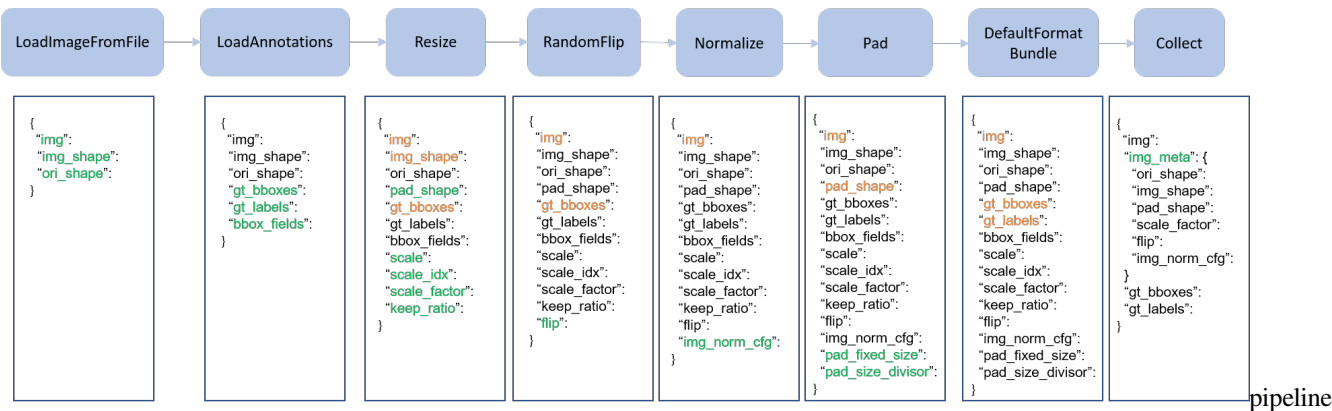 LoadImageFromFile
LoadAnnotations
Resize
RandomFlip
Normalize
Pad
DefaultFormat
Bundle
Collect
{
“img”:
“img_shape”:
“ori_shape”:
}
{
“img”:
“img_shape”:
“ori_shape”:
“gt_bboxes”:
“gt_labels”:
“bbox_fields”:
}
{
“img”:
“img_shape”:
“ori_shape”:
“pad_shape”:
“gt_bboxes”:
“gt_labels”:
“bbox_fields”:
“scale”:
“scale_idx”:
“scale_factor”:
“keep_ratio”:
}
{
“img”:
“img_shape”:
“ori_shape”:
“pad_shape”:
“gt_bboxes”:
“gt_labels”:
“bbox_fields”:
“scale”:
“scale_idx”:
“scale_factor”:
“keep_ratio”:
“flip”:
}
{
“img”:
“img_shape”:
“ori_shape”:
“pad_shape”:
“gt_bboxes”:
“gt_labels”:
“bbox_fields”:
“scale”:
“scale_idx”:
“scale_factor”:
“keep_ratio”:
“flip”:
“img_norm_cfg”:
}
{
“img”:
“img_shape”:
“ori_shape”:
“pad_shape”:
“gt_bboxes”:
“gt_labels”:
“bbox_fields”:
“scale”:
“scale_idx”:
“scale_factor”:
“keep_ratio”:
“flip”:
“img_norm_cfg”:
“pad_fixed_size”:
“pad_size_divisor”:
}
{
“img”:
“img_shape”:
“ori_shape”:
“pad_shape”:
“gt_bboxes”:
“gt_labels”:
“bbox_fields”:
“scale”:
“scale_idx”:
“scale_factor”:
“keep_ratio”:
“flip”:
“img_norm_cfg”:
“pad_fixed_size”:
“pad_size_divisor”:
}
{
“img”:
“img_meta”: {
“ori_shape”:
“img_shape”:
“pad_shape”:
“scale_factor”:
“flip”:
“img_norm_cfg”:
}
“gt_bboxes”:
“gt_labels”:
}
pipeline